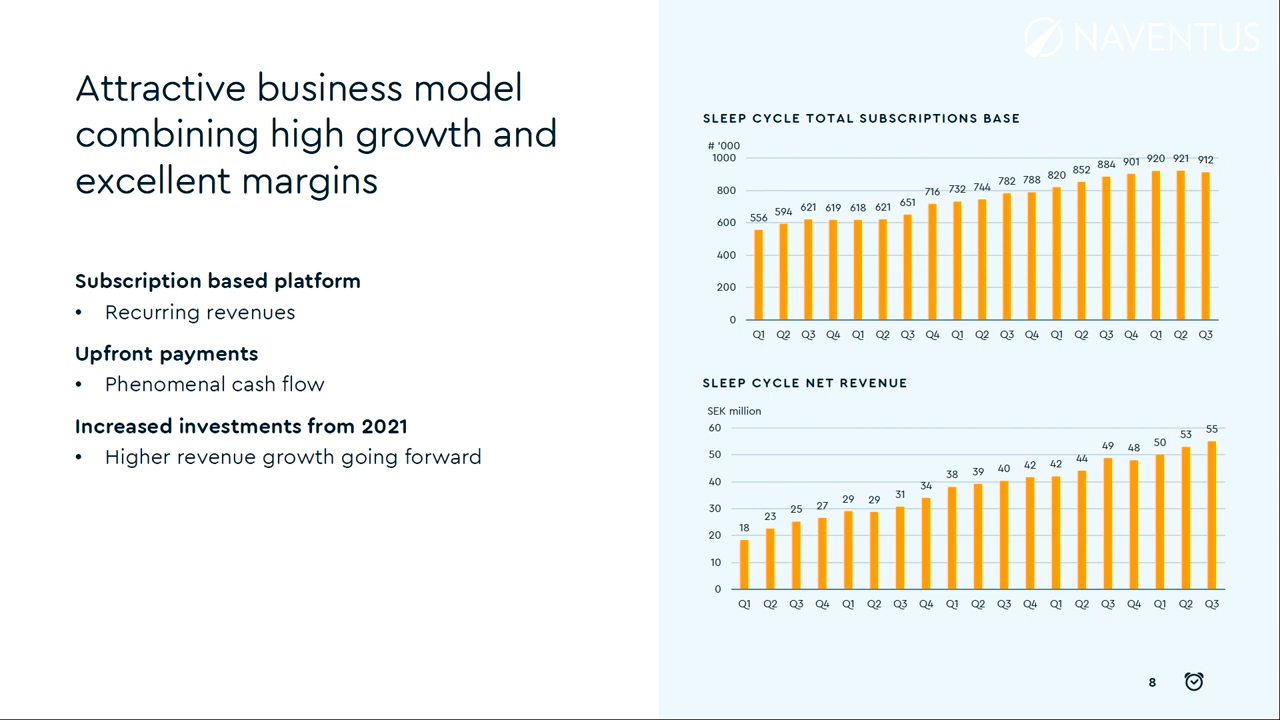 NAVENTUS
Attractive business model
combining high growth and
excellent margins
Subscription based platform
• Recurring revenues
Upfront payments
• Phenomenal cash flow
Increased investments from 2021
• Higher revenue growth going forward
SLEEP CYCLE TOTAL SUBSCRIPTIONS BASE
# '000
1000
800
600
400
200
0
556 594 621 619 618 621 651 716 732 744 782 788 820 852 884 901 920 921 912
Q1 Q2 Q3 Q4 Q1 Q2 Q3 Q4 Q1 Q2 Q3 Q4 Q1 Q2 Q3 Q4 Q1 Q2 Q3
SLEEP CYCLE NET REVENUE
SEK million
60
50
40
30
20
10
0
18 23 25 27 29 29 31 34 38 39 40 42 42 44 49 48 50 53 55
Q1 Q2 Q3 Q4 Q1 Q2 Q3 Q4 Q1 Q2 Q3 Q4 Q1 Q2 Q3 Q4 Q1 Q2 Q3
8